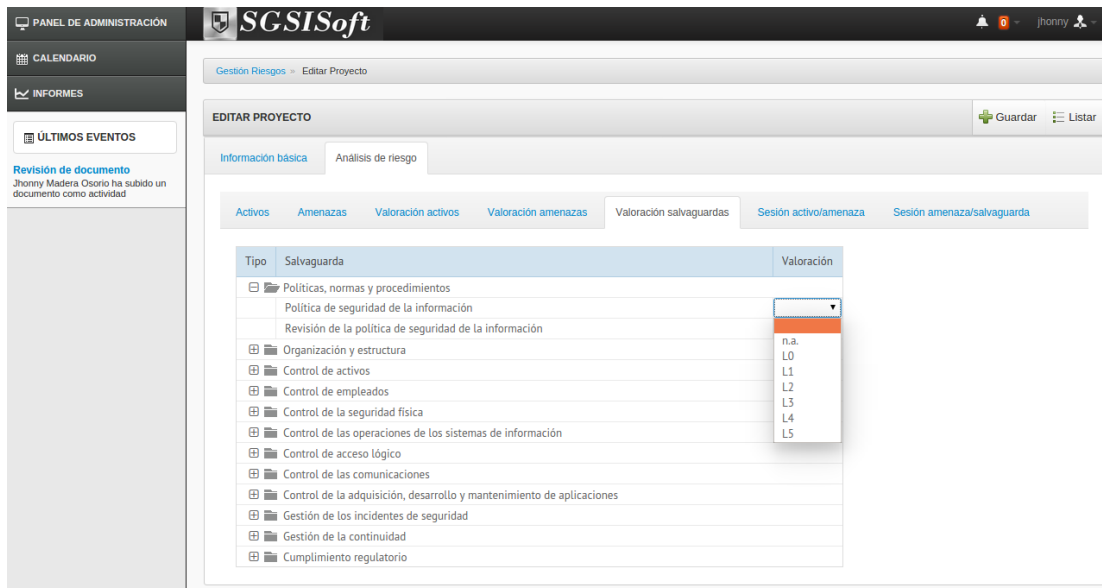 PANEL DE ADMINISTRACIÓN
CALENDARIO
INFORMES
ÚLTIMOS EVENTOS
Revisión de documento
Jhonny Madera Osorio ha subido un
documento como actividad
SGSISoft
0
jhonny
Gestión Riesgos » Editar Proyecto
EDITAR PROYECTO
Guardar
Listar
Información básica
Análisis de riesgo
Activos
Amenazas
Valoración activos
Valoración amenazas
Valoración salvaguardas
Sesión activo/amenaza
Sesión amenaza/salvaguarda
Tipo
Salvaguarda
Valoración
Políticas, normas y procedimientos
Política de seguridad de la información
Revisión de la política de seguridad de la información
Organización y estructura
Control de activos
Control de empleados
Control de la seguridad física
Control de las operaciones de los sistemas de información
Control de acceso lógico
Control de las comunicaciones
Control de la adquisición, desarrollo y mantenimiento de aplicaciones
Gestión de los incidentes de seguridad
Gestión de la continuidad
Cumplimiento regulatorio
n.a.
L0
L1
L2
L3
L4
L5